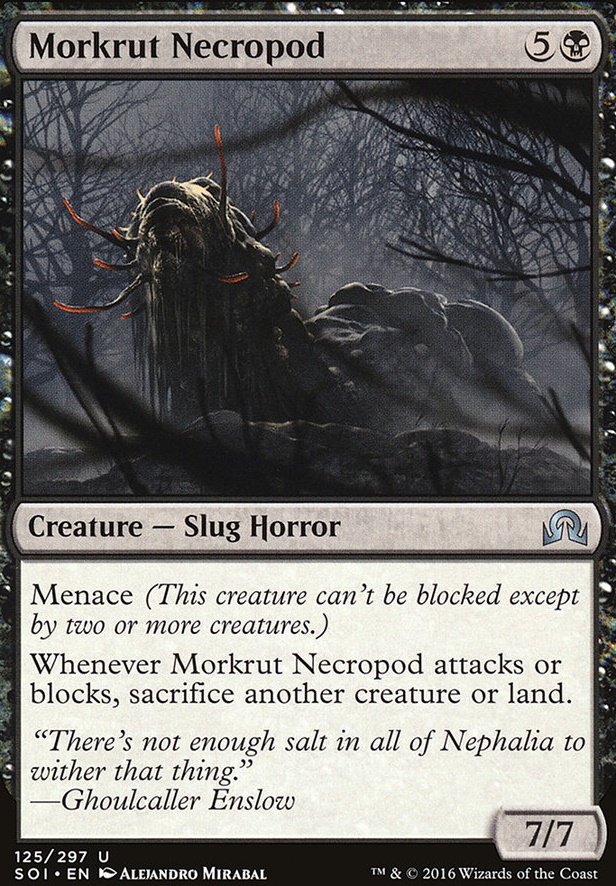 Morkrut Necropod 5
Creature — Slug Horror
Menace (This creature can't be blocked except
by two or more creatures.)
Whenever Morkrut Necropod attacks or
blocks, sacrifice another creature or land.
"There's not enough salt in all of Nephalia to
wither that thing."
—Ghoulcaller Enslow
7/7
125/297 U
SOI • EN Alejandro Mirabal ™ & © 2016 Wizards of the Coast